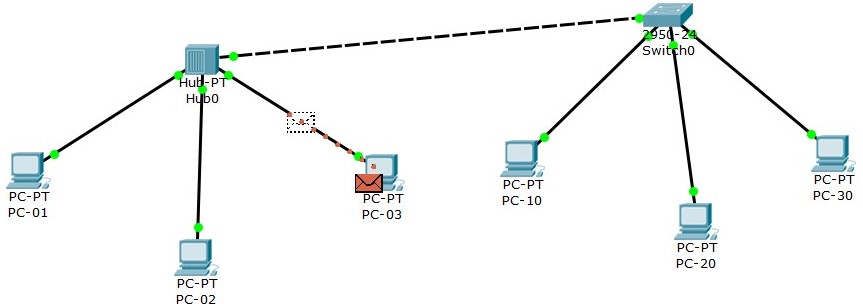 2950-24
Switch0
Hub-PT
Hub0
PC-PT
PC-01
PC-PT
PC-02
PC-PT
PC-03
PC-PT
PC-10
PC-PT
PC-20
PC-PT
PC-30